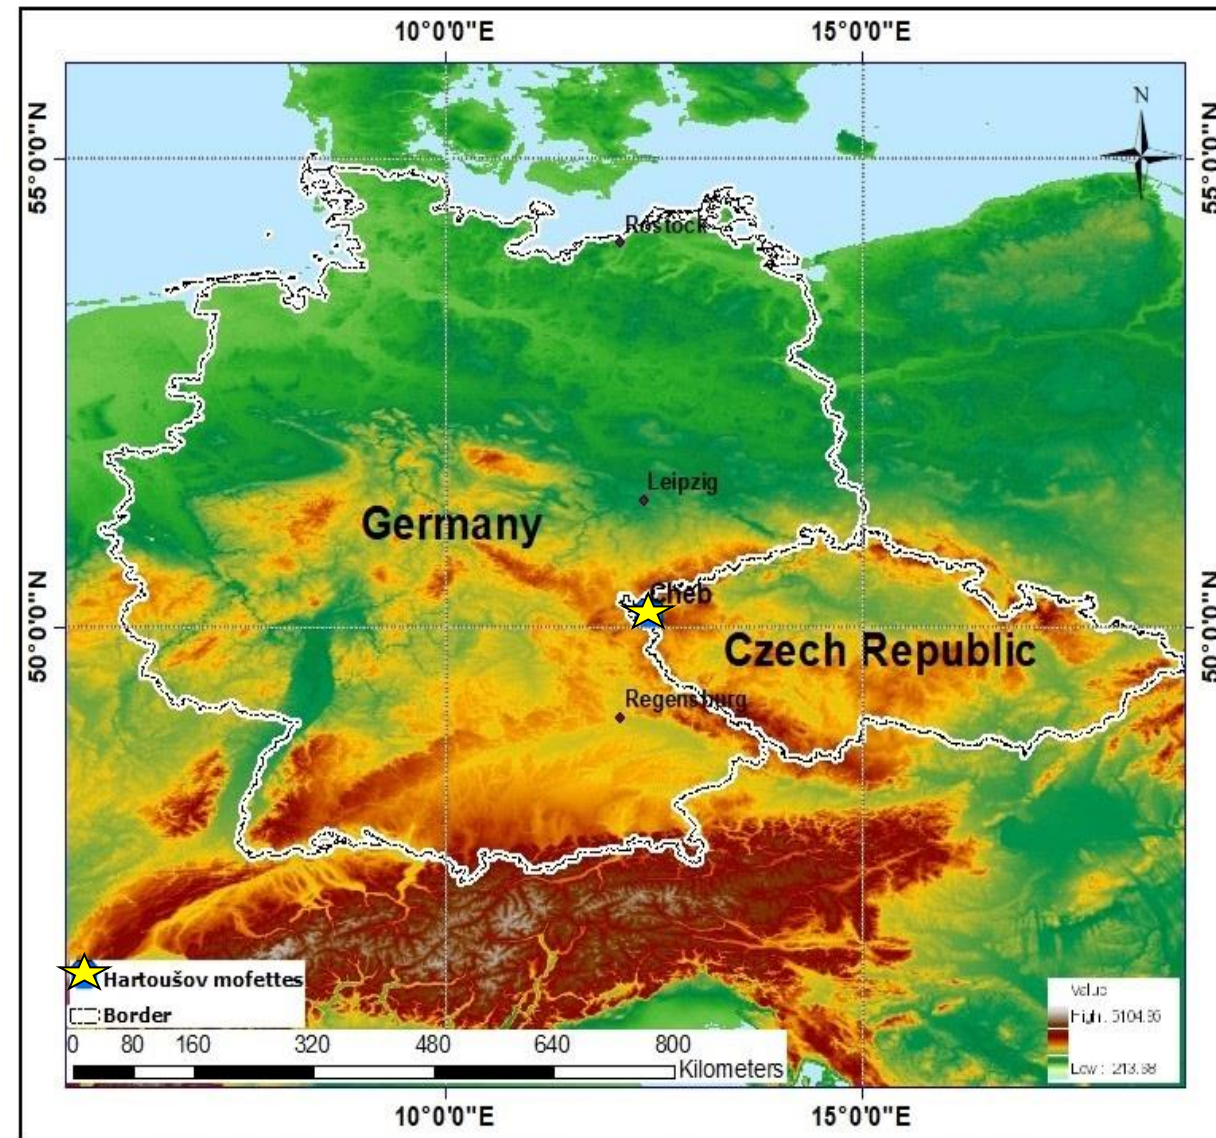 10°0'0"E 15°0'0"E
N
55°0'0"N 55°0'0"N
Rostock
Leipzig
Germany
Cheb
50°0'0"N 50°0'0"N
Czech Republic
Regensburg
Hartoušov mofettes
Border
Value
High : 5104.95
Low : 213.68
0 80 160 320 480 640 800
Kilometers
10°0'0"E 15°0'0"E